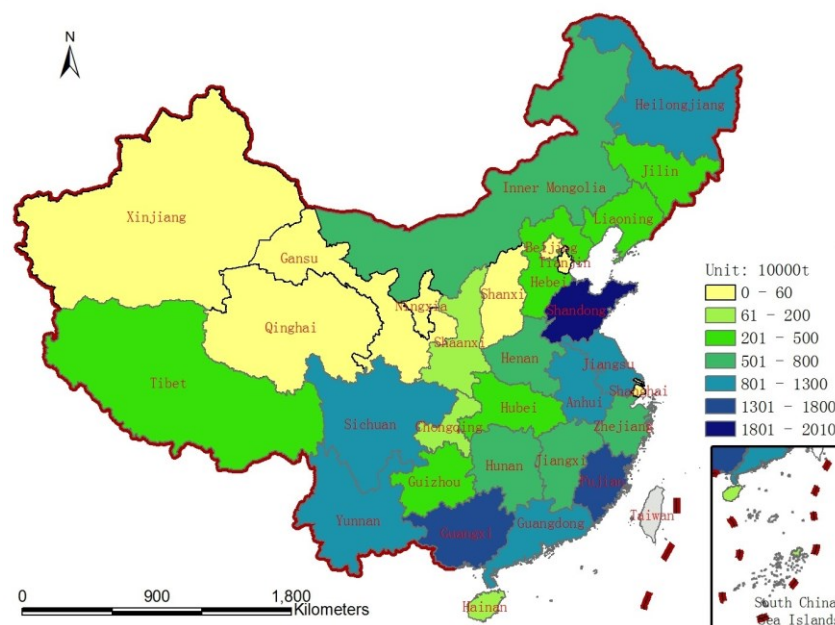 N
Heilongjiang
Jilin
Inner Mongolia
Liaoning
Xinjiang
Beijing
Gansu
Tianjin
Hebei
Ningxia
Shanxi
Shandong
Qinghai
Shaanxi
Henan
Jiangsu
Tibet
Shanghai
Anhui
Hubei
Sichuan
Chongqing
Zhejiang
Hunan
Jiangxi
Guizhou
Fujian
Taiwan
Yunnan
Guangxi
Guangdong
Hainan
Unit: 10000t
0 - 60
61 - 200
201 - 500
501 - 800
801 - 1300
1301 - 1800
1801 - 2010
South China
Sea Islands
0 900 1,800
Kilometers